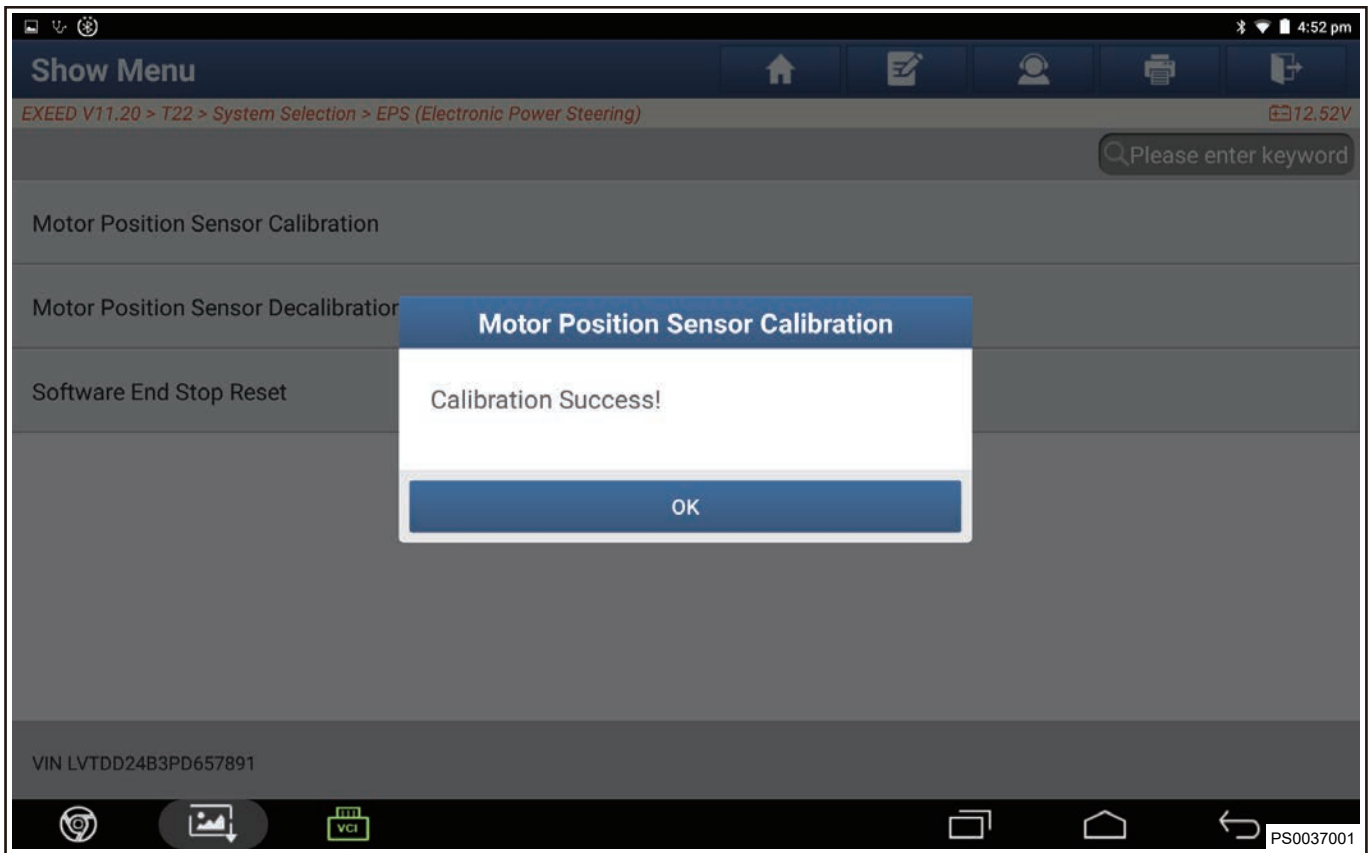 4:52 pm
Show Menu
EXEED V11.20 > T22 > System Selection > EPS (Electronic Power Steering)
12.52V
Please enter keyword
Motor Position Sensor Calibration
Motor Position Sensor Decalibration
Motor Position Sensor Calibration
Software End Stop Reset
Calibration Success!
OK
VIN LVTDD24B3PD657891
VCI
PS0037001